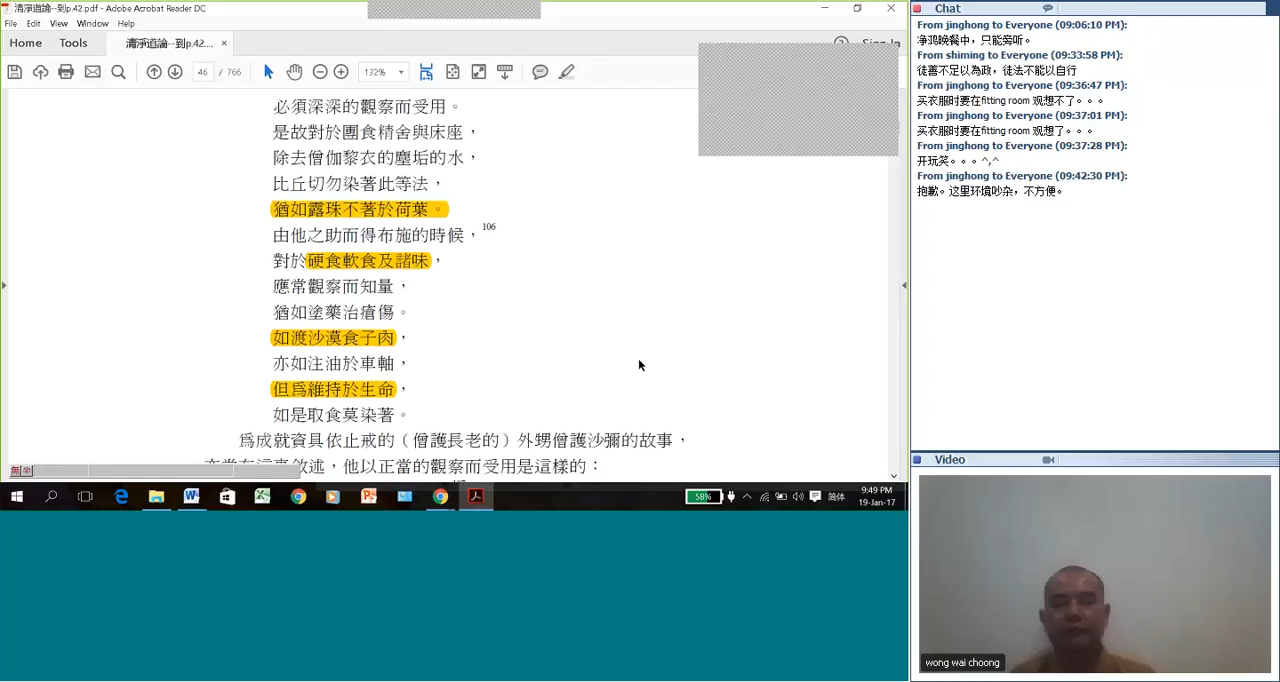 清淨道論--到p.42.pdf - Adobe Acrobat Reader DC
File Edit View Window Help
Home Tools 清淨道論--到p.42.... × Sign In
46 / 766 132%
必須深深的觀察而受用。
是故對於團食精舍與床座，
除去僧伽黎衣的塵垢的水，
比丘切勿染著此等法，
猶如露珠不著於荷葉。
由他之助而得布施的時候，106
對於硬食軟食及諸味，
應常觀察而知量，
猶如塗藥治瘡傷。
如渡沙漠食子肉，
亦如注油於車軸，
但爲維持於生命，
如是取食莫染著。
爲成就資具依止戒的（僧護長老的）外甥僧護沙彌的故事，
敘述，他以正當的觀察而受用是這樣的：
58% 简体 9:49 PM
19-Jan-17
Chat
From jinghong to Everyone (09:06:10 PM):
净鸿晚餐中，只能旁听。
From shiming to Everyone (09:33:58 PM):
徒善不足以為政，徒法不能以自行
From jinghong to Everyone (09:36:47 PM):
买衣服时要在fitting room 观想不了。。。
From jinghong to Everyone (09:37:01 PM):
买衣服时要在fitting room 观想了。。。
From jinghong to Everyone (09:37:28 PM):
开玩笑。。。^,^
From jinghong to Everyone (09:42:30 PM):
抱歉。这里环境吵杂，不方便。
Video
wong wai choong